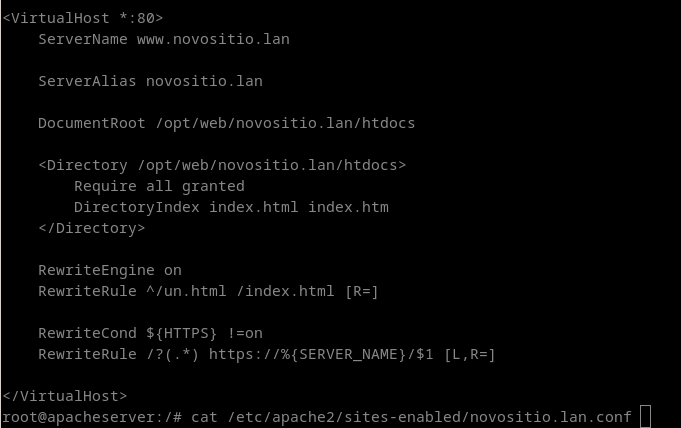 <VirtualHost *:80>
ServerName www.novositio.lan
ServerAlias novositio.lan
DocumentRoot /opt/web/novositio.lan/htdocs
<Directory /opt/web/novositio.lan/htdocs>
Require all granted
DirectoryIndex index.html index.htm
</Directory>
RewriteEngine on
RewriteRule ^/un.html /index.html [R=]
RewriteCond ${HTTPS} !=on
RewriteRule /?(.*) https://%{SERVER_NAME}/$1 [L,R=]
</VirtualHost>
root@apacheserver:/# cat /etc/apache2/sites-enabled/novositio.lan.conf